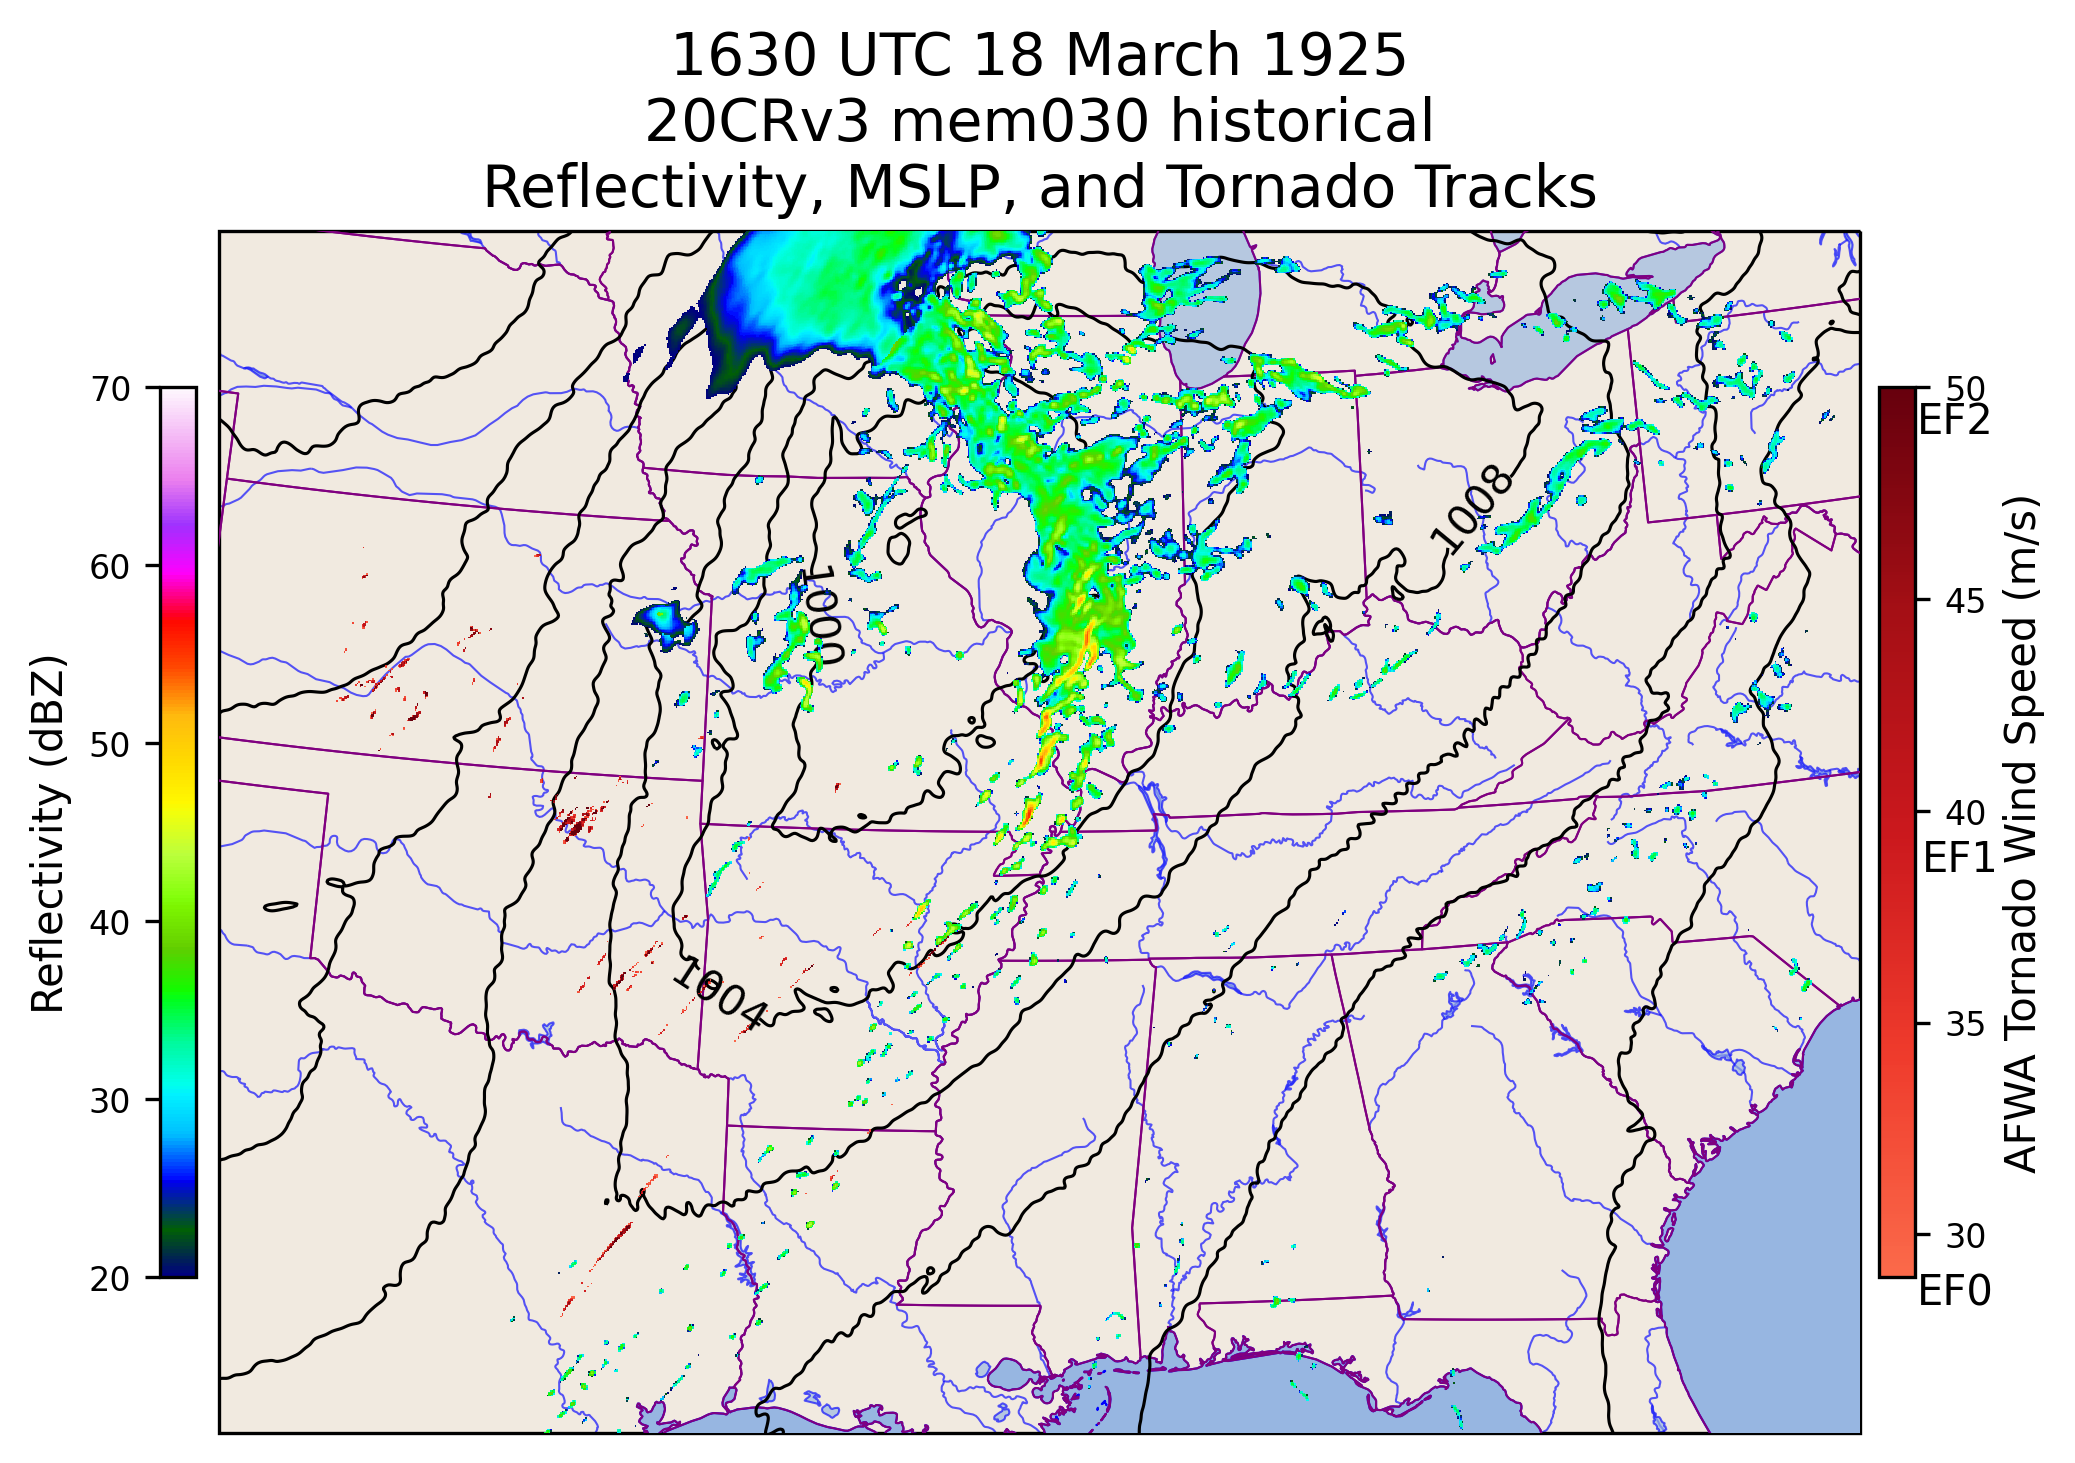 1630 UTC 18 March 1925
20CRv3 mem030 historical
Reflectivity, MSLP, and Tornado Tracks
Reflectivity (dBZ)
70
60
50
40
30
20
1008
1000
1004
50
EF2
45
40
EF1
35
30
EF0
AFWA Tornado Wind Speed (m/s)